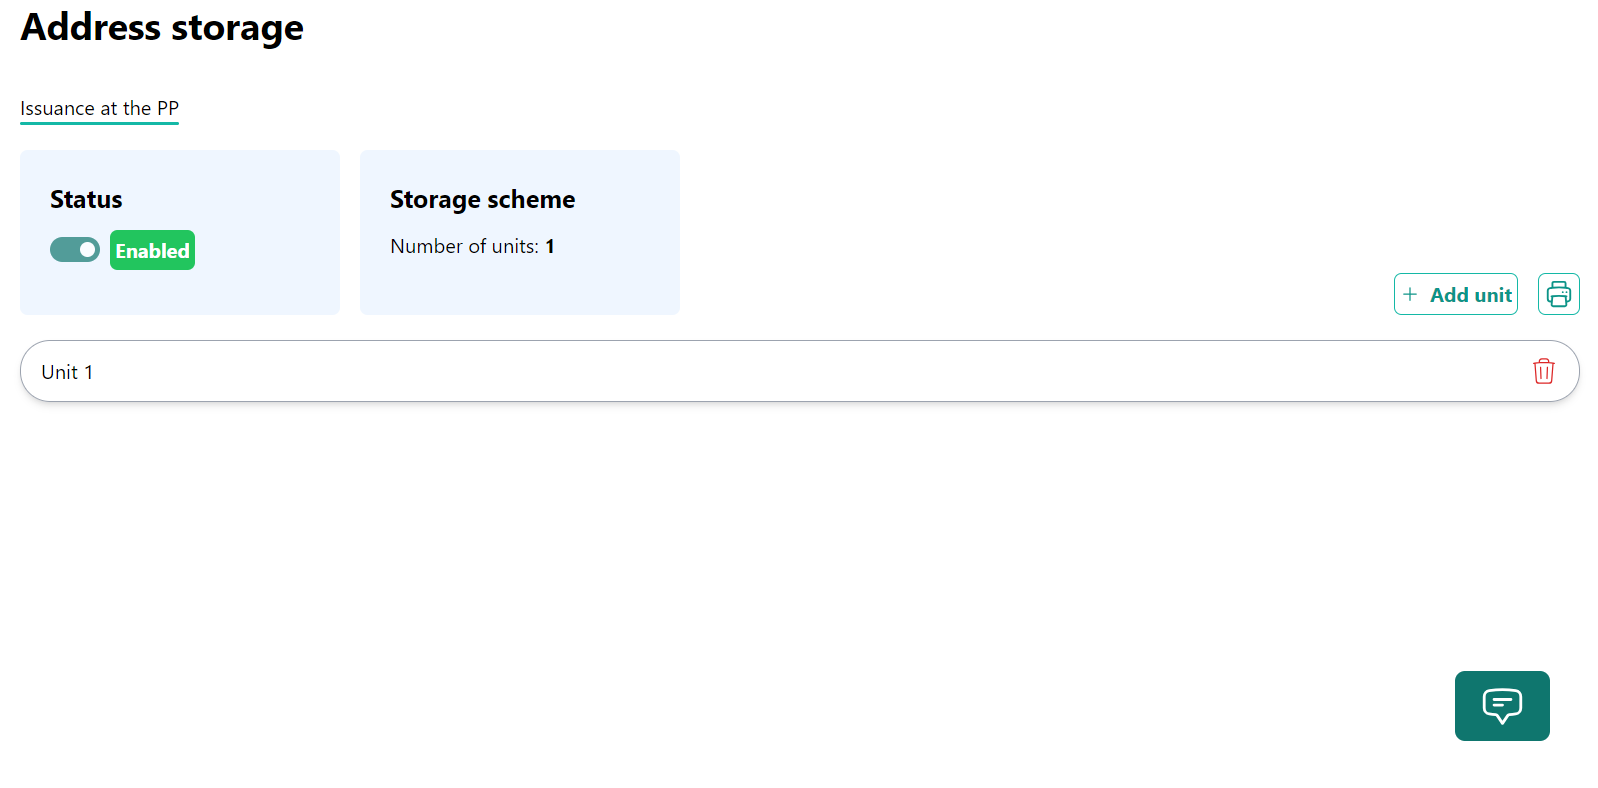 Address storage
Issuance at the PP
Status
Enabled
Storage scheme
Number of units: 1
+ Add unit
Unit 1